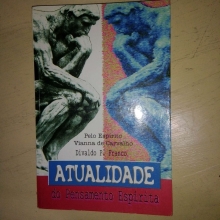 Pelo Espírito
Vianna de Carvalho
Divaldo P. Franco
ATUALIDADE
do Pensamento Espírita